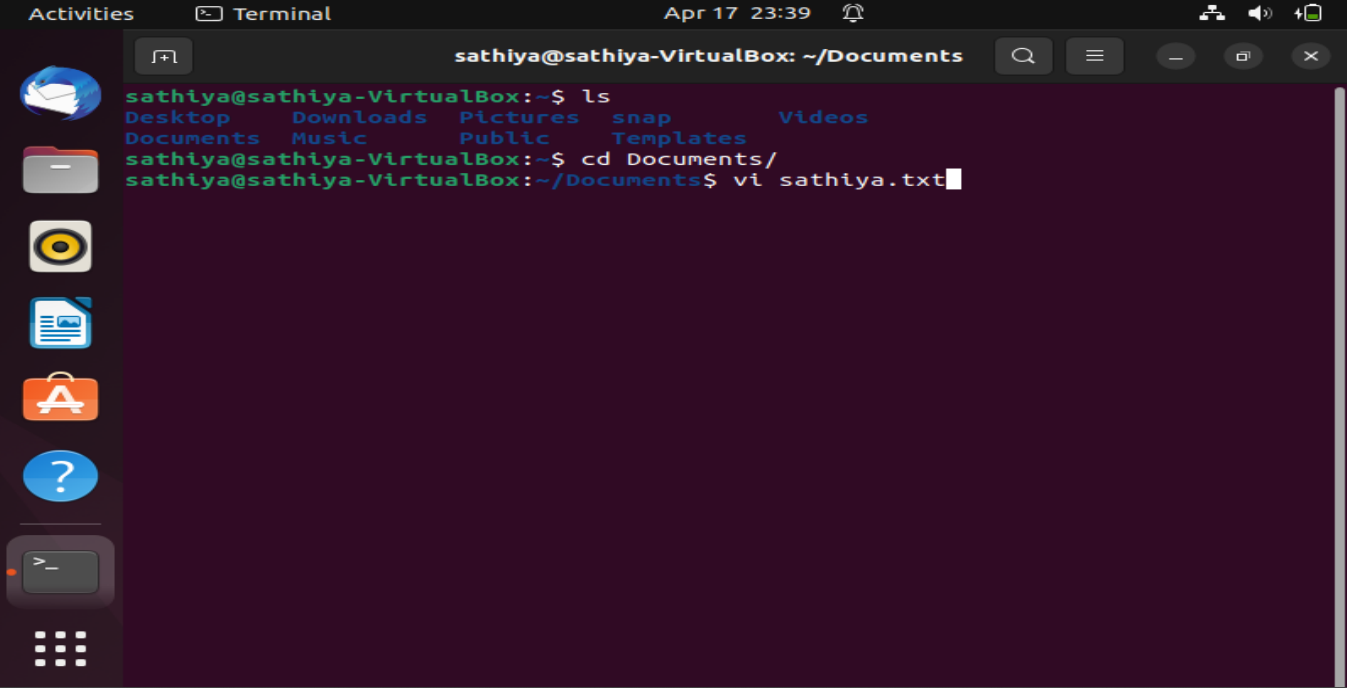 Activities Terminal Apr 17 23:39
sathiya@sathiya-VirtualBox: ~/Documents
sathiya@sathiya-VirtualBox:~$ ls
Desktop Downloads Pictures snap Videos
Documents Music Public Templates
sathiya@sathiya-VirtualBox:~$ cd Documents/
sathiya@sathiya-VirtualBox:~/Documents$ vi sathiya.txt